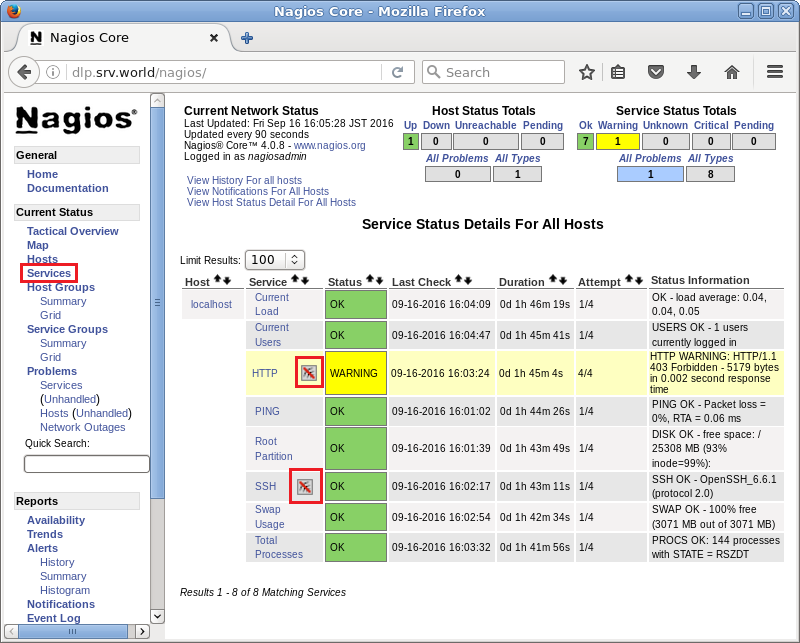 Nagios Core - Mozilla Firefox
Nagios Core
dlp.srv.world/nagios/
Search
Nagios®
General
Home
Documentation
Current Status
Tactical Overview
Map
Hosts
Services
Host Groups
Summary
Grid
Service Groups
Summary
Grid
Problems
Services
(Unhandled)
Hosts (Unhandled)
Network Outages
Quick Search:
Reports
Availability
Trends
Alerts
History
Summary
Histogram
Notifications
Event Log
Current Network Status
Last Updated: Fri Sep 16 16:05:28 JST 2016
Updated every 90 seconds
Nagios® Core™ 4.0.8 - www.nagios.org
Logged in as nagiosadmin
View History For all hosts
View Notifications For All Hosts
View Host Status Detail For All Hosts
Host Status Totals
Up Down Unreachable Pending
1 0 0 0
All Problems All Types
0 1
Service Status Totals
Ok Warning Unknown Critical Pending
7 1 0 0 0
All Problems All Types
1 8
Service Status Details For All Hosts
Limit Results: 100
Host Service Status Last Check Duration Attempt Status Information
localhost Current Load OK 09-16-2016 16:04:09 0d 1h 46m 19s 1/4 OK - load average: 0.04, 0.04, 0.05
Current Users OK 09-16-2016 16:04:47 0d 1h 45m 41s 1/4 USERS OK - 1 users currently logged in
HTTP WARNING 09-16-2016 16:03:24 0d 1h 45m 4s 4/4 HTTP WARNING: HTTP/1.1 403 Forbidden - 5179 bytes in 0.002 second response time
PING OK 09-16-2016 16:01:02 0d 1h 44m 26s 1/4 PING OK - Packet loss = 0%, RTA = 0.06 ms
Root Partition OK 09-16-2016 16:01:39 0d 1h 43m 49s 1/4 DISK OK - free space: / 25308 MB (93% inode=99%):
SSH OK 09-16-2016 16:02:17 0d 1h 43m 11s 1/4 SSH OK - OpenSSH_6.6.1 (protocol 2.0)
Swap Usage OK 09-16-2016 16:02:54 0d 1h 42m 34s 1/4 SWAP OK - 100% free (3071 MB out of 3071 MB)
Total Processes OK 09-16-2016 16:03:32 0d 1h 41m 56s 1/4 PROCS OK: 144 processes with STATE = RSZDT
Results 1 - 8 of 8 Matching Services